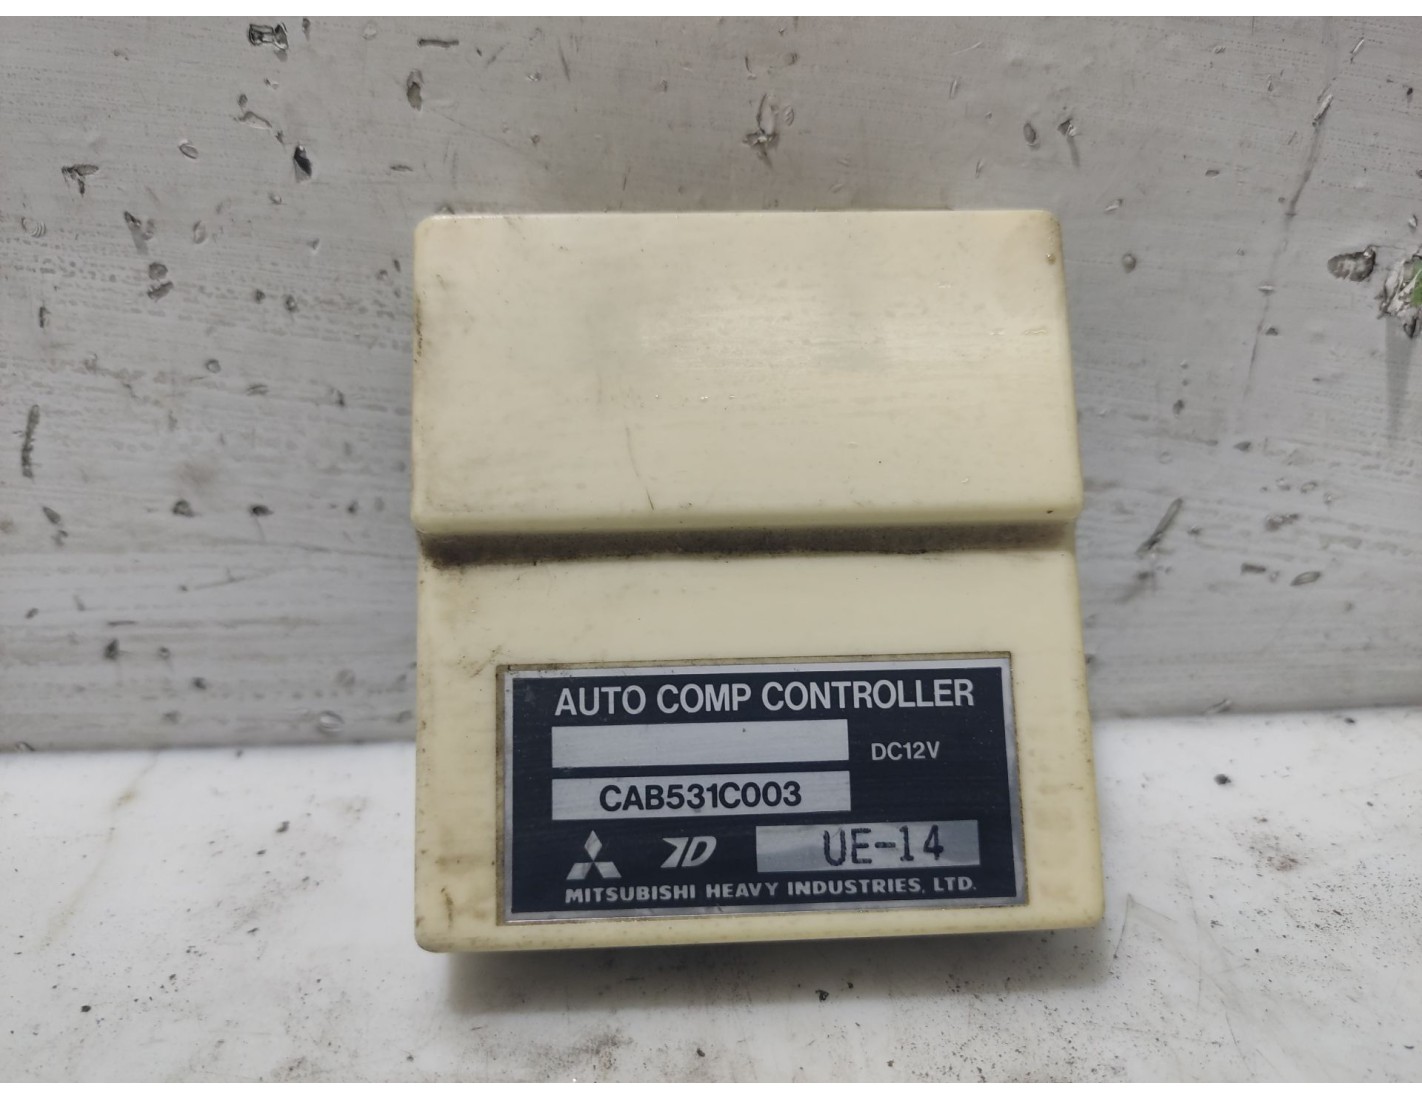 AUTO COMP CONTROLLER
DC12V
CAB531C003
UE-14
MITSUBISHI HEAVY INDUSTRIES, LTD.